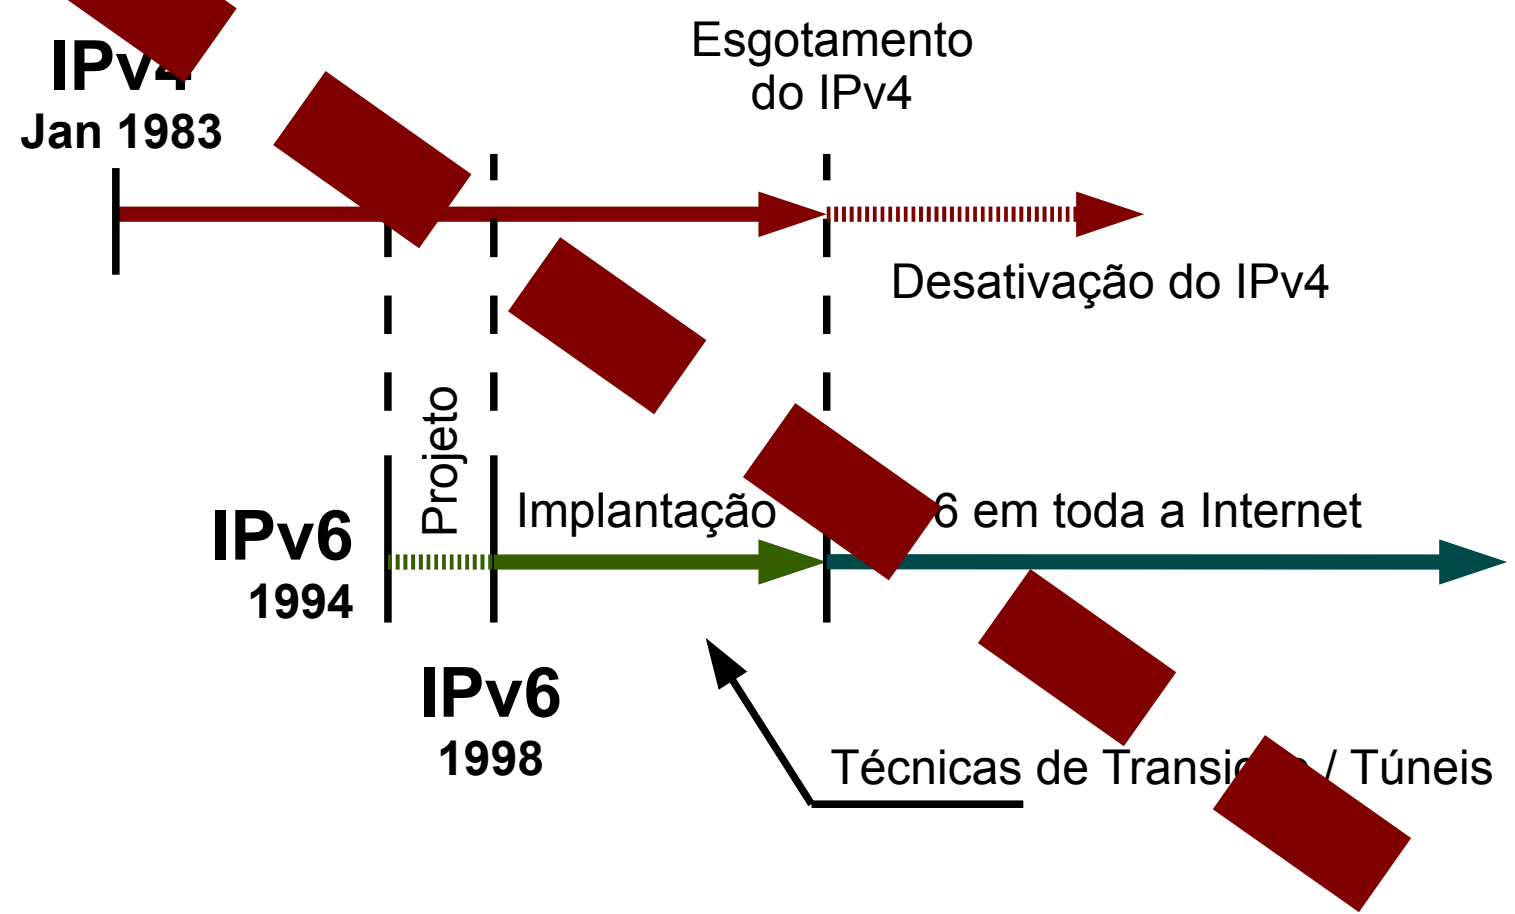 IPv4
Jan 1983
Esgotamento
do IPv4
Desativação do IPv4
Projeto
Implantação 6 em toda a Internet
IPv6
1994
IPv6
1998
Técnicas de / Túneis